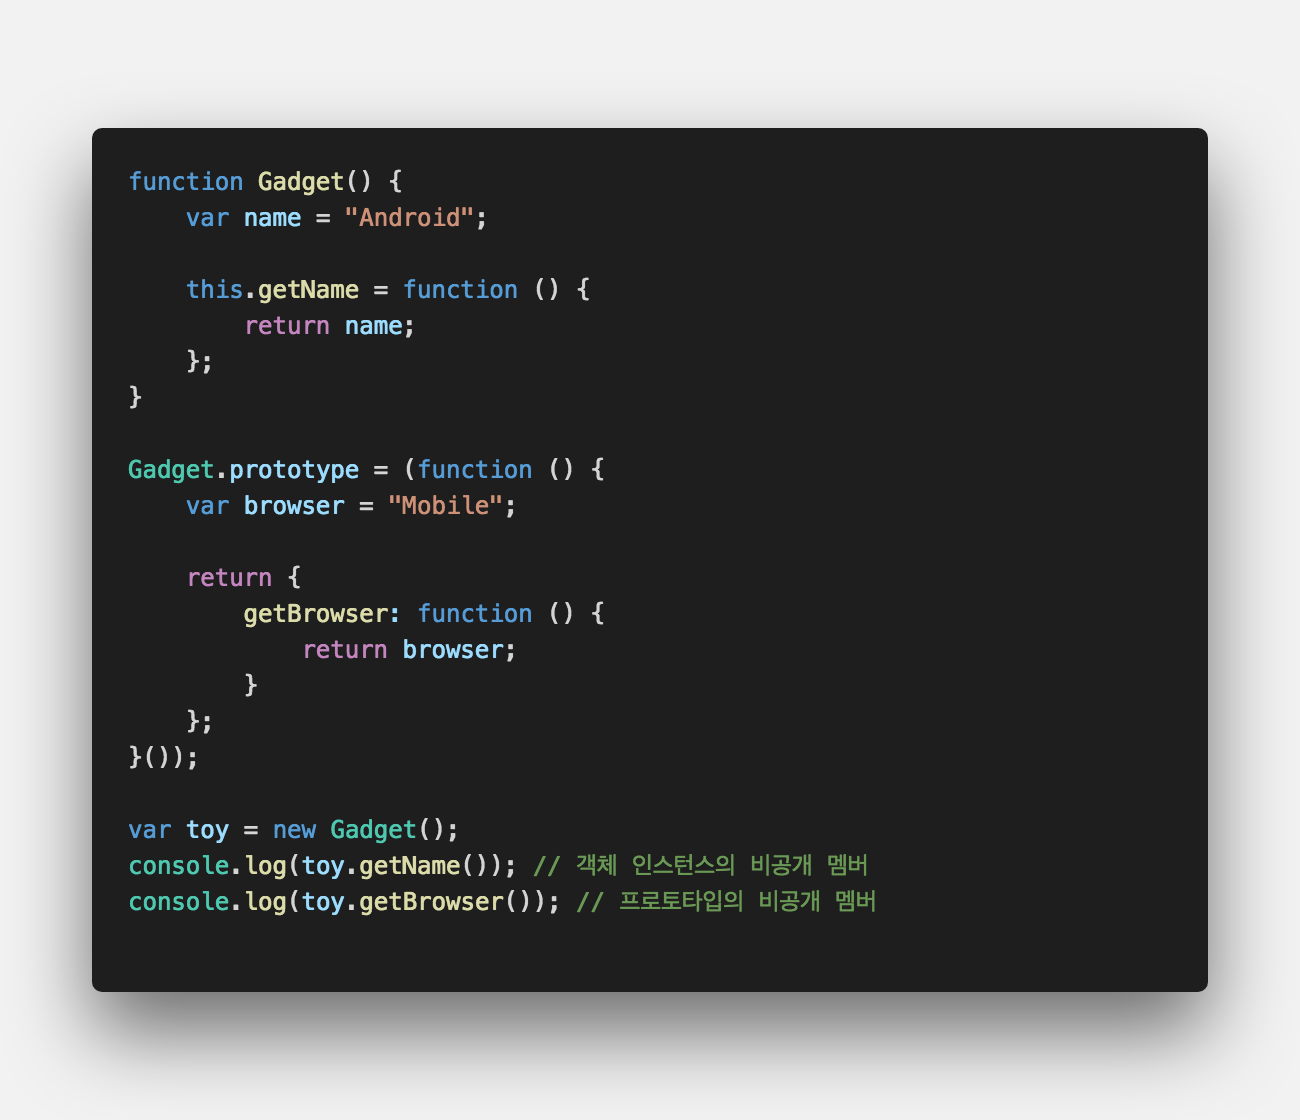 function Gadget() {
    var name = "Android";

    this.getName = function () {
        return name;
    };
}

Gadget.prototype = (function () {
    var browser = "Mobile";

    return {
        getBrowser: function () {
            return browser;
        }
    };
}());

var toy = new Gadget();
console.log(toy.getName()); // 객체 인스턴스의 비공개 멤버
console.log(toy.getBrowser()); // 프로토타입의 비공개 멤버